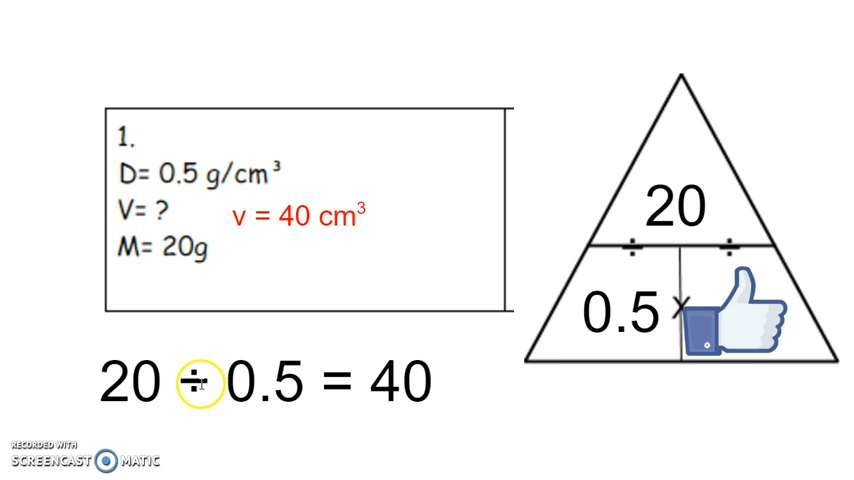 1.
D= 0.5 g/cm³
V= ?
v = 40 cm³
M= 20g
20
÷ ÷
0.5 x
20 ÷ 0.5 = 40
RECORDED WITH
SCREENCAST MATIC